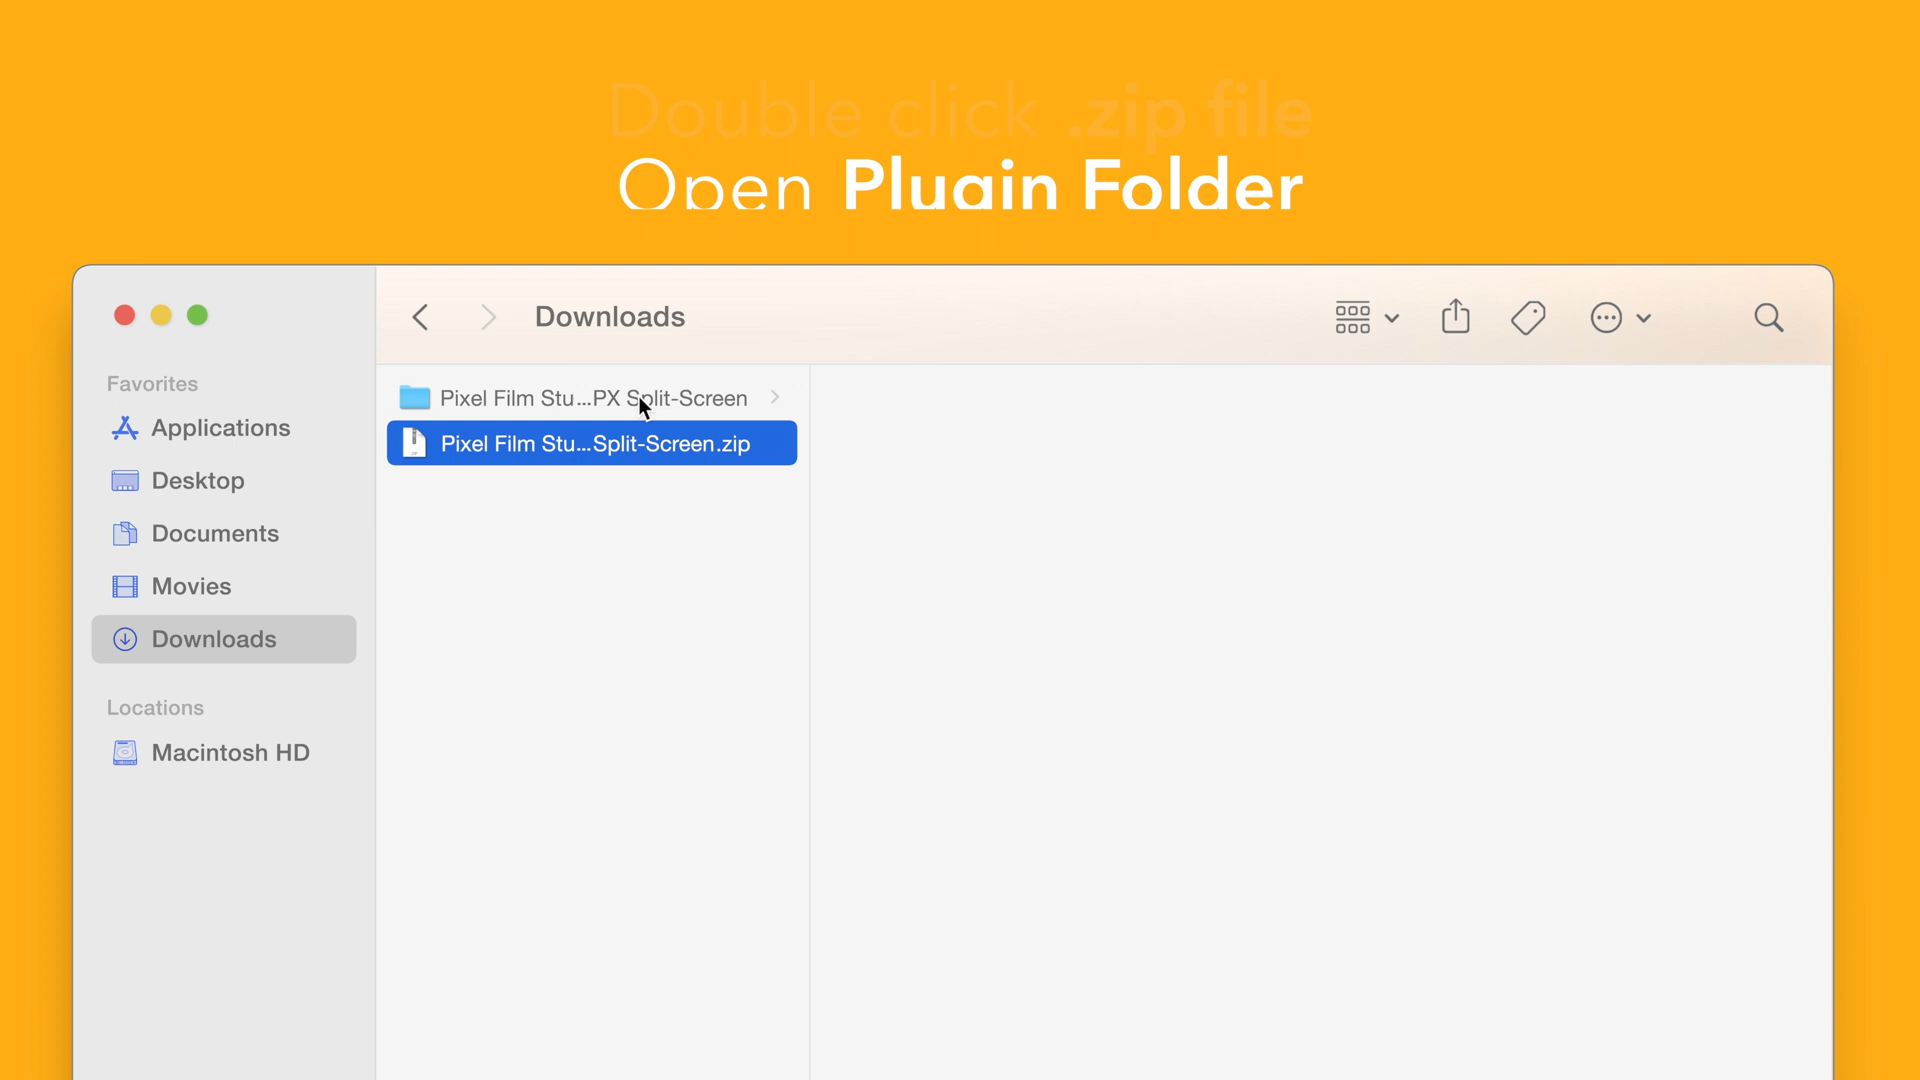 Double click .zip file
Open Plugin Folder
Downloads
Favorites
Applications
Desktop
Documents
Movies
Downloads
Locations
Macintosh HD
Pixel Film Stu...PX Split-Screen
Pixel Film Stu...Split-Screen.zip